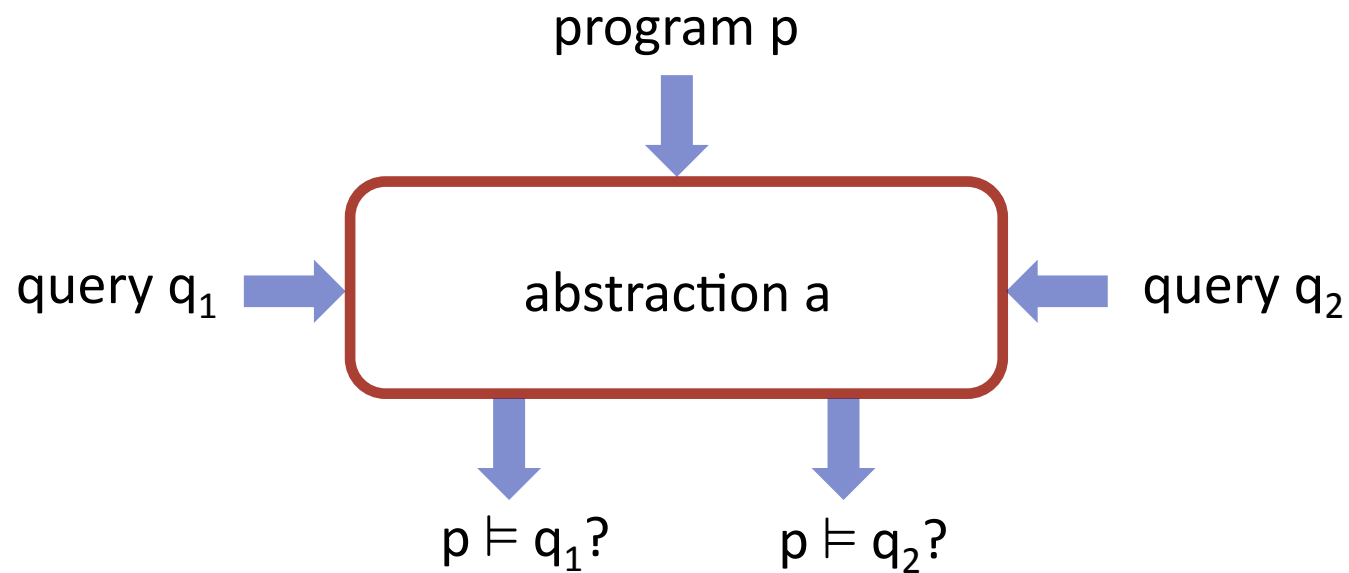 program p
query q₁
abstraction a
query q₂
p ⊨ q₁?
p ⊨ q₂?